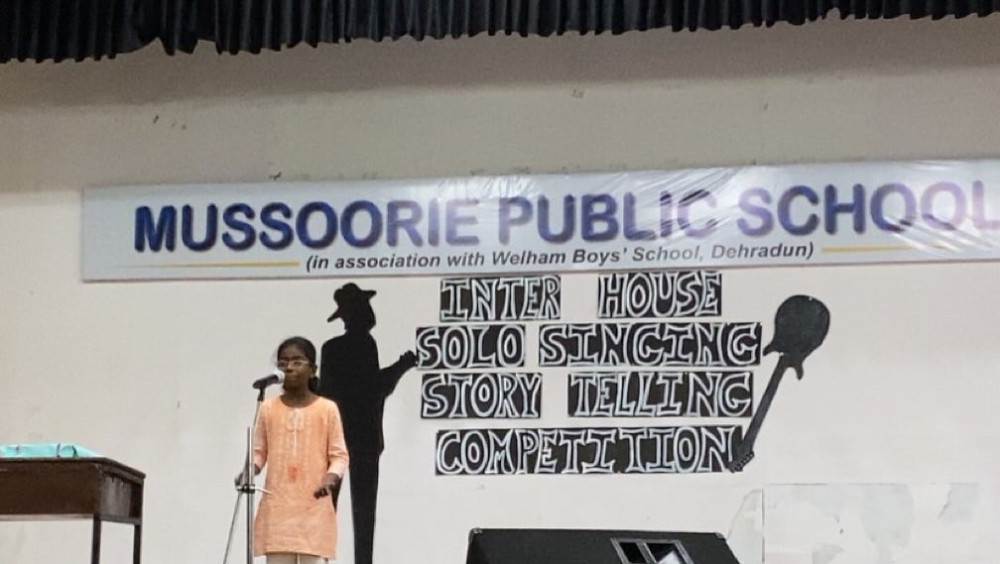 MUSSOORIE PUBLIC SCHOOL
(in association with Welham Boys' School, Dehradun)
INTER HOUSE
SOLO SINGING
STORY TELLING
COMPETITION